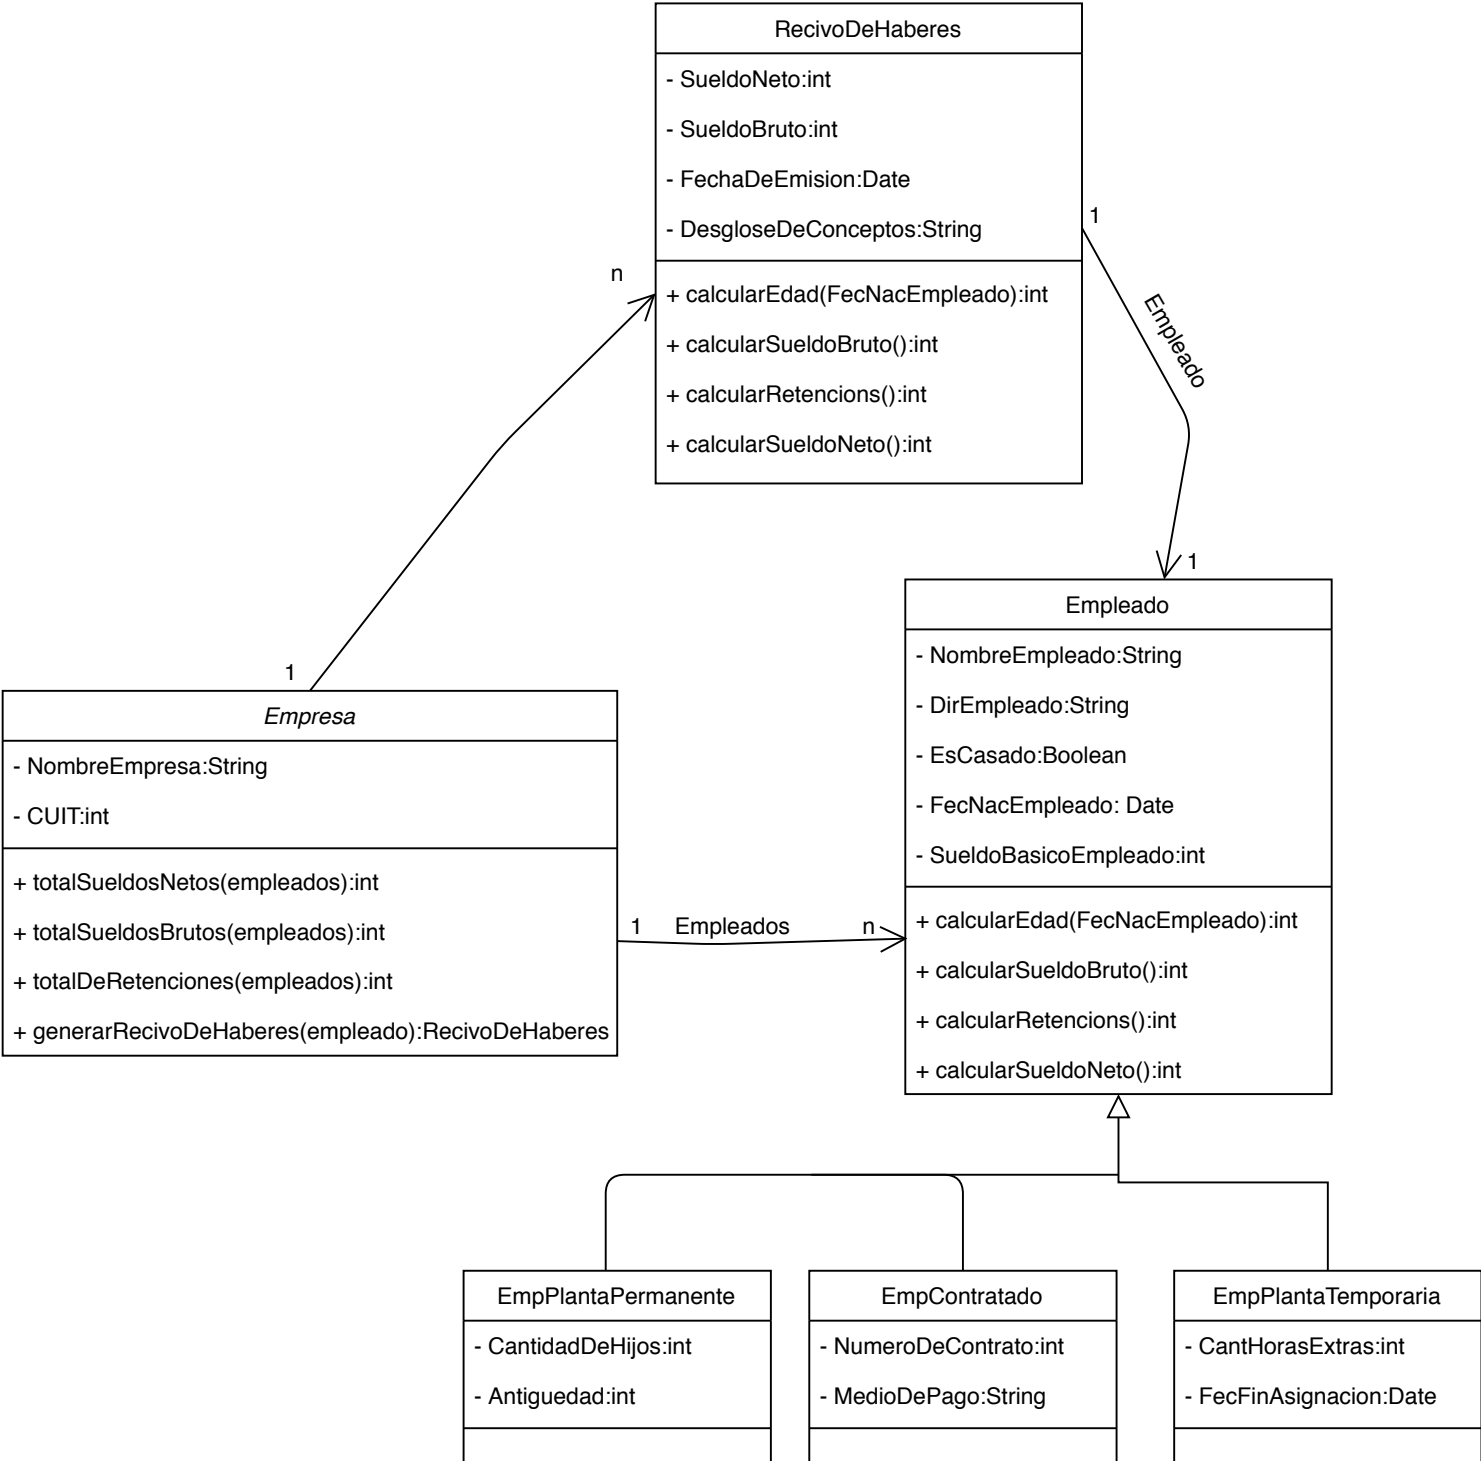 RecivoDeHaberes
- SueldoNeto:int
- SueldoBruto:int
- FechaDeEmision:Date
- DesgloseDeConceptos:String
+ calcularEdad(FecNacEmpleado):int
+ calcularSueldoBruto():int
+ calcularRetencions():int
+ calcularSueldoNeto():int
n
1
1
Empleado
1
Empresa
- NombreEmpresa:String
- CUIT:int
+ totalSueldosNetos(empleados):int
+ totalSueldosBrutos(empleados):int
+ totalDeRetenciones(empleados):int
+ generarRecivoDeHaberes(empleado):RecivoDeHaberes
1 Empleados n
Empleado
- NombreEmpleado:String
- DirEmpleado:String
- EsCasado:Boolean
- FecNacEmpleado: Date
- SueldoBasicoEmpleado:int
+ calcularEdad(FecNacEmpleado):int
+ calcularSueldoBruto():int
+ calcularRetencions():int
+ calcularSueldoNeto():int
EmpPlantaPermanente
- CantidadDeHijos:int
- Antiguedad:int
EmpContratado
- NumeroDeContrato:int
- MedioDePago:String
EmpPlantaTemporaria
- CantHorasExtras:int
- FecFinAsignacion:Date